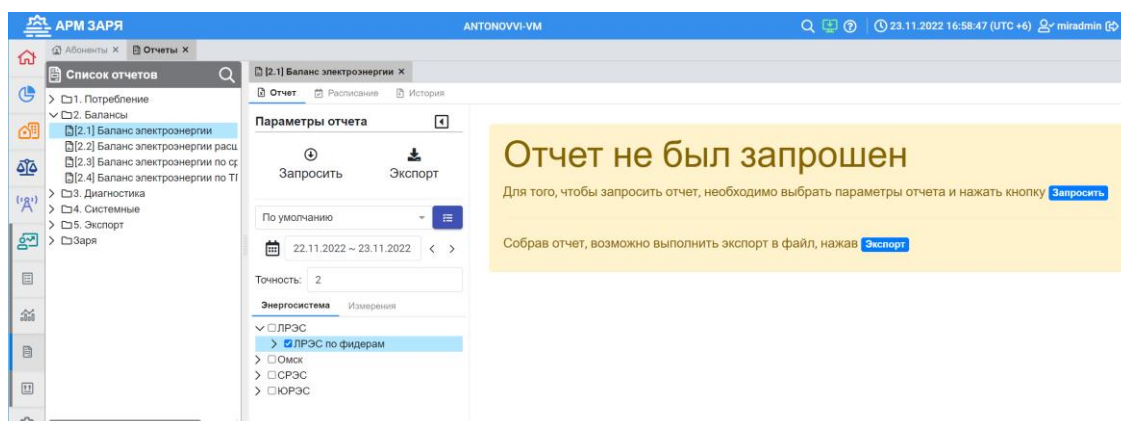 АРМ ЗАРЯ
ANTONOVVI-VM
23.11.2022 16:58:47 (UTC +6) miradmin
Абоненты × Отчеты ×
Список отчетов
1. Потребление
2. Балансы
[2.1] Баланс электроэнергии
[2.2] Баланс электроэнергии расш
[2.3] Баланс электроэнергии по ср
[2.4] Баланс электроэнергии по ТП
3. Диагностика
4. Системные
5. Экспорт
Заря
[2.1] Баланс электроэнергии ×
Отчет Расписание История
Параметры отчета
Запросить Экспорт
По умолчанию
22.11.2022 ~ 23.11.2022
Точность: 2
Энергосистема Измерения
ЛРЭС
ЛРЭС по фидерам
Омск
СРЭС
ЮРЭС
Отчет не был запрошен
Для того, чтобы запросить отчет, необходимо выбрать параметры отчета и нажать кнопку Запросить
Собрав отчет, возможно выполнить экспорт в файл, нажав Экспорт